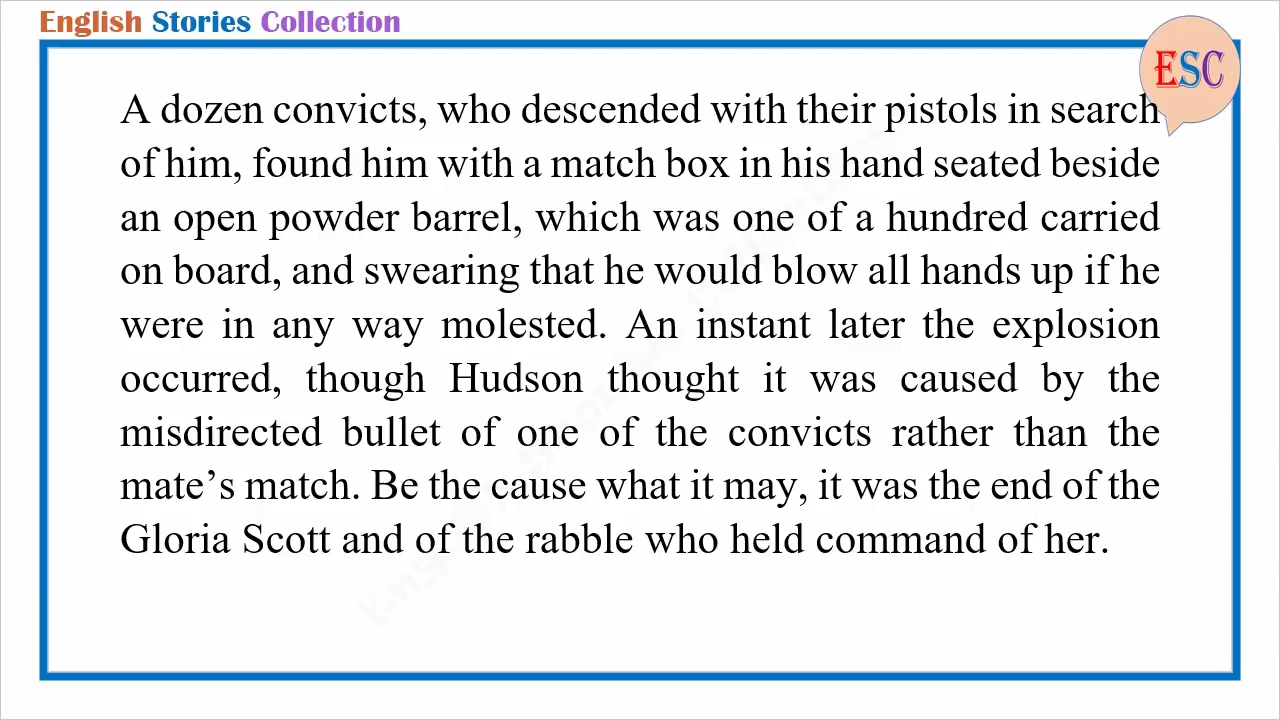 English Stories Collection
ESC
A dozen convicts, who descended with their pistols in search
of him, found him with a match box in his hand seated beside
an open powder barrel, which was one of a hundred carried
on board, and swearing that he would blow all hands up if he
were in any way molested. An instant later the explosion
occurred, though Hudson thought it was caused by the
misdirected bullet of one of the convicts rather than the
mate’s match. Be the cause what it may, it was the end of the
Gloria Scott and of the rabble who held command of her.